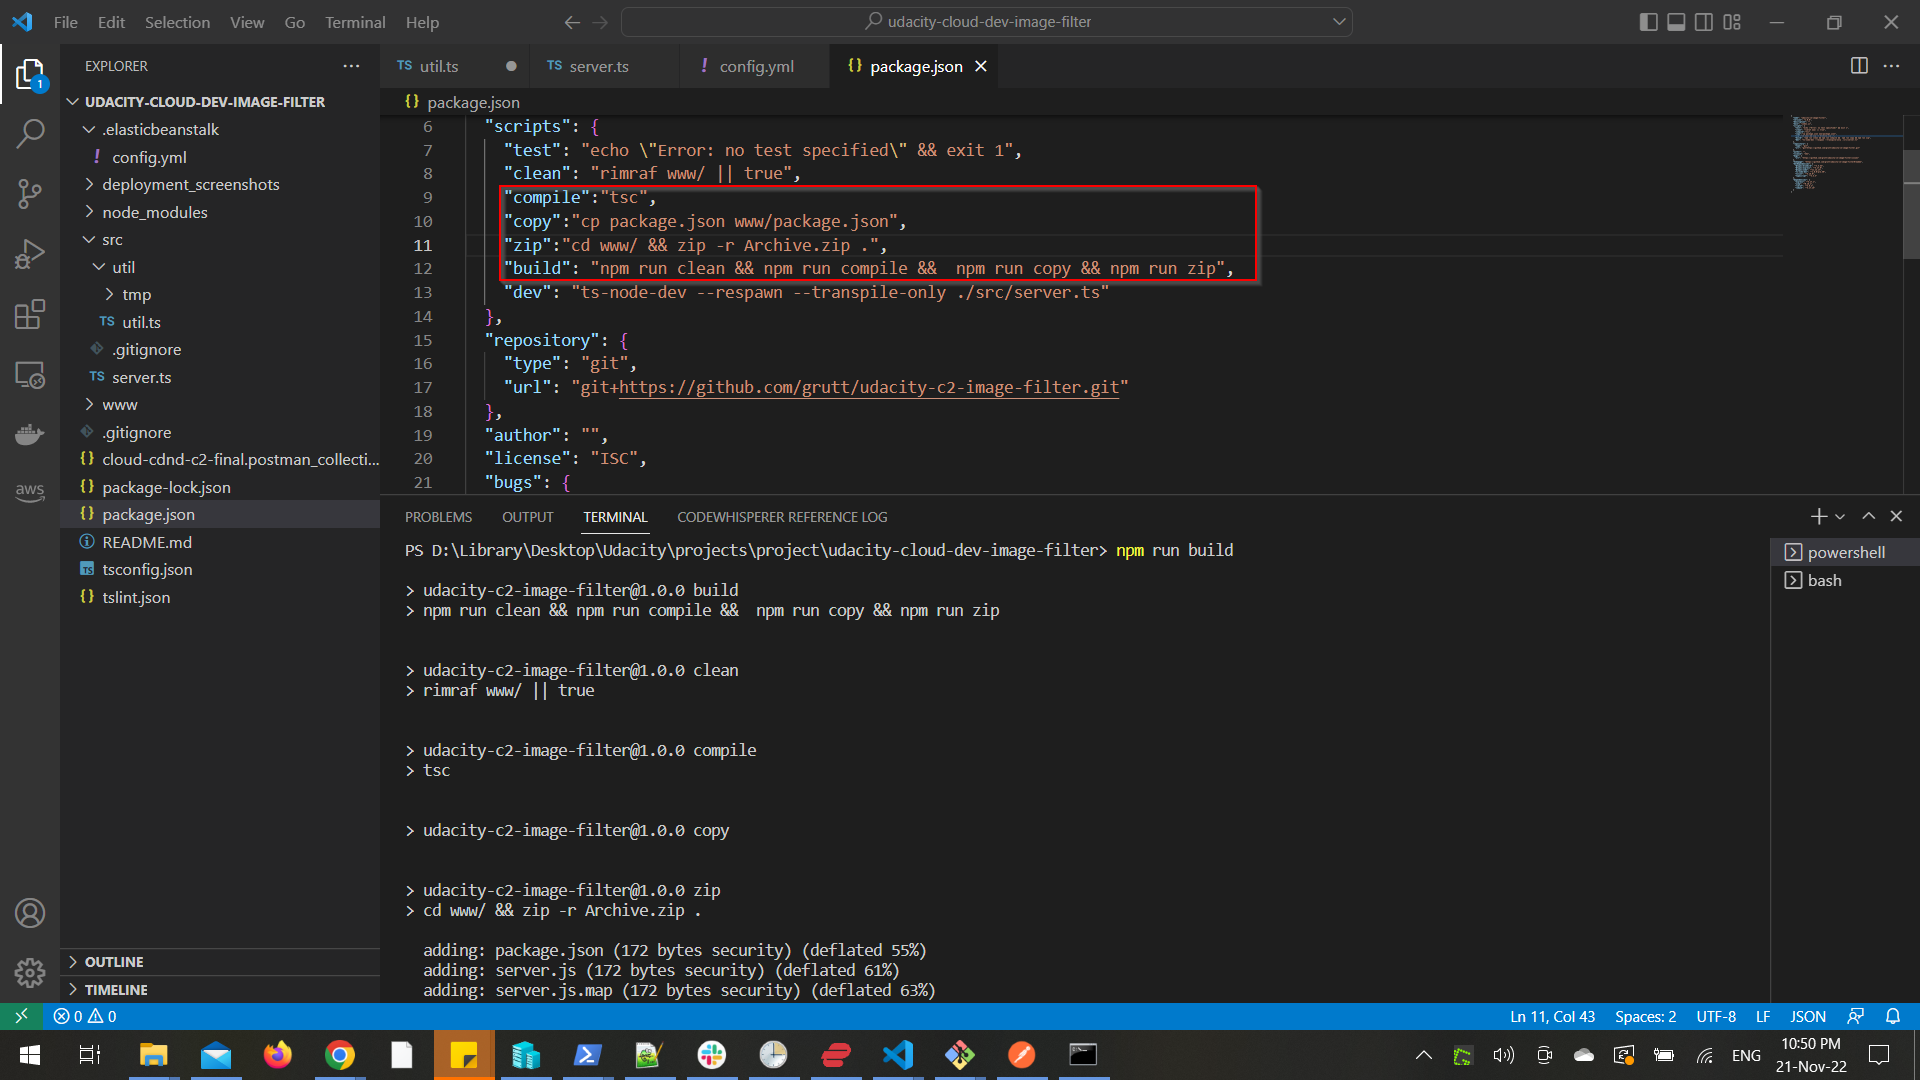 File Edit Selection View Go Terminal Help
udacity-cloud-dev-image-filter
EXPLORER
UDACITY-CLOUD-DEV-IMAGE-FILTER
.elasticbeanstalk
! config.yml
deployment_screenshots
node_modules
src
util
tmp
TS util.ts
.gitignore
TS server.ts
www
.gitignore
{} cloud-cdnd-c2-final.postman_collecti...
{} package-lock.json
{} package.json
README.md
TS tsconfig.json
{} tslint.json
OUTLINE
TIMELINE
1
aws
TS util.ts TS server.ts ! config.yml {} package.json
{} package.json
6 "scripts": {
7 "test": "echo \"Error: no test specified\" && exit 1",
8 "clean": "rimraf www/ || true",
9 "compile":"tsc",
10 "copy":"cp package.json www/package.json",
11 "zip":"cd www/ && zip -r Archive.zip .",
12 "build": "npm run clean && npm run compile &&  npm run copy && npm run zip",
13 "dev": "ts-node-dev --respawn --transpile-only ./src/server.ts"
14 },
15 "repository": {
16 "type": "git",
17 "url": "git+https://github.com/grutt/udacity-c2-image-filter.git"
18 },
19 "author": "",
20 "license": "ISC",
21 "bugs": {
PROBLEMS OUTPUT TERMINAL CODEWHISPERER REFERENCE LOG
PS D:\Library\Desktop\Udacity\projects\project\udacity-cloud-dev-image-filter> npm run build
> udacity-c2-image-filter@1.0.0 build
> npm run clean && npm run compile &&  npm run copy && npm run zip
> udacity-c2-image-filter@1.0.0 clean
> rimraf www/ || true
> udacity-c2-image-filter@1.0.0 compile
> tsc
> udacity-c2-image-filter@1.0.0 copy
> udacity-c2-image-filter@1.0.0 zip
> cd www/ && zip -r Archive.zip .
adding: package.json (172 bytes security) (deflated 55%)
adding: server.js (172 bytes security) (deflated 61%)
adding: server.js.map (172 bytes security) (deflated 63%)
powershell
bash
0 0
Ln 11, Col 43 Spaces: 2 UTF-8 LF JSON
ENG
10:50 PM
21-Nov-22